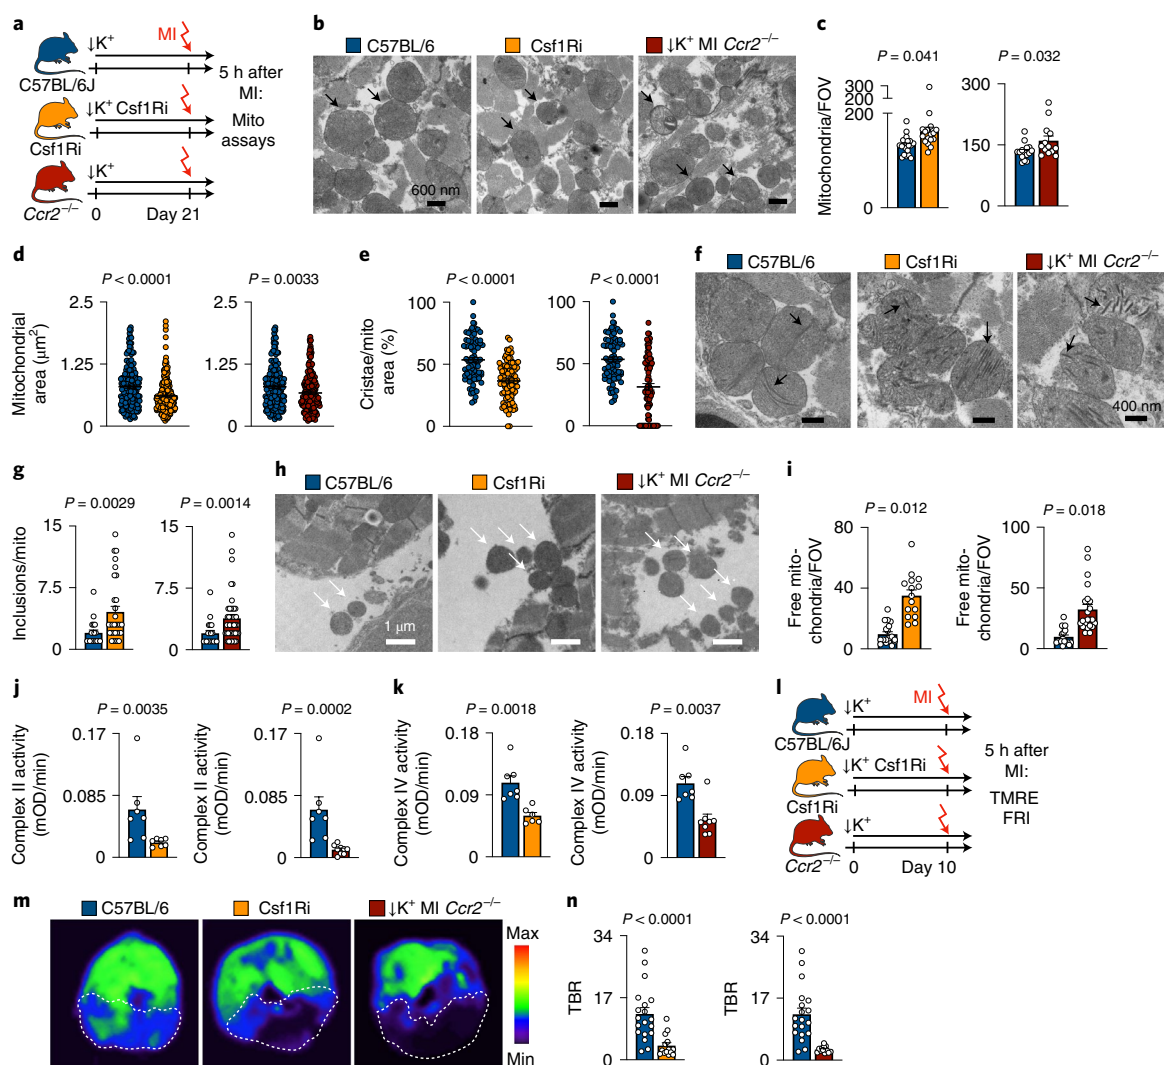 a
↓K⁺
MI
C57BL/6J
↓K⁺ Csf1Ri
Csf1Ri
↓K⁺
Ccr2−/−
0
Day 21
5 h after
MI:
Mito
assays
b
C57BL/6
Csf1Ri
↓K⁺ MI Ccr2−/−
600 nm
c
P = 0.041
P = 0.032
Mitochondria/FOV
300
200
200
100
0
300
150
0
d
P < 0.0001
P = 0.0033
Mitochondrial
area (μm²)
2.5
1.25
0
2.5
1.25
0
e
P < 0.0001
P < 0.0001
Cristae/mito
area (%)
100
50
0
100
50
0
f
C57BL/6
Csf1Ri
↓K⁺ MI Ccr2−/−
400 nm
g
P = 0.0029
P = 0.0014
Inclusions/mito
15
7.5
0
15
7.5
0
h
C57BL/6
Csf1Ri
↓K⁺ MI Ccr2−/−
1 μm
i
P = 0.012
P = 0.018
Free mito-
chondria/FOV
80
40
0
Free mito-
chondria/FOV
100
50
0
j
P = 0.0035
P = 0.0002
Complex II activity
(mOD/min)
0.17
0.085
0
Complex II activity
(mOD/min)
0.17
0.085
0
k
P = 0.0018
P = 0.0037
Complex IV activity
(mOD/min)
0.18
0.09
0
Complex IV activity
(mOD/min)
0.18
0.09
0
l
↓K⁺
MI
C57BL/6J
↓K⁺ Csf1Ri
Csf1Ri
↓K⁺
Ccr2−/−
0
Day 10
5 h after
MI:
TMRE
FRI
m
C57BL/6
Csf1Ri
↓K⁺ MI Ccr2−/−
Max
Min
n
P < 0.0001
P < 0.0001
TBR
34
17
0
TBR
34
17
0